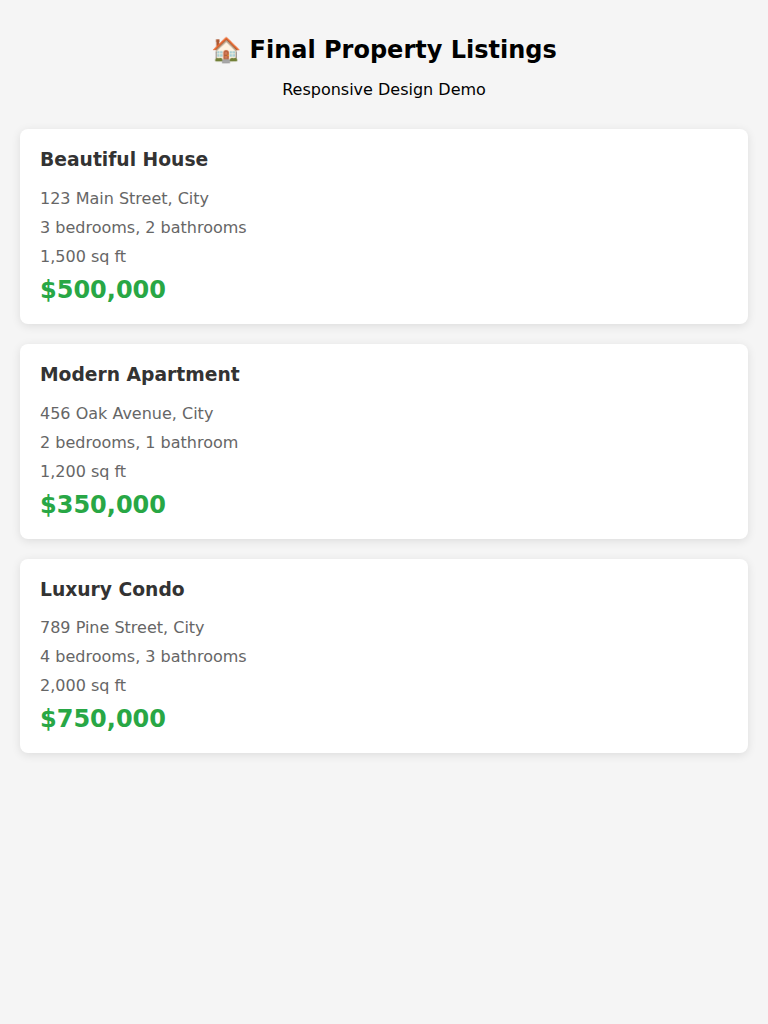 🏠 Final Property Listings
Responsive Design Demo
Beautiful House
123 Main Street, City
3 bedrooms, 2 bathrooms
1,500 sq ft
$500,000
Modern Apartment
456 Oak Avenue, City
2 bedrooms, 1 bathroom
1,200 sq ft
$350,000
Luxury Condo
789 Pine Street, City
4 bedrooms, 3 bathrooms
2,000 sq ft
$750,000